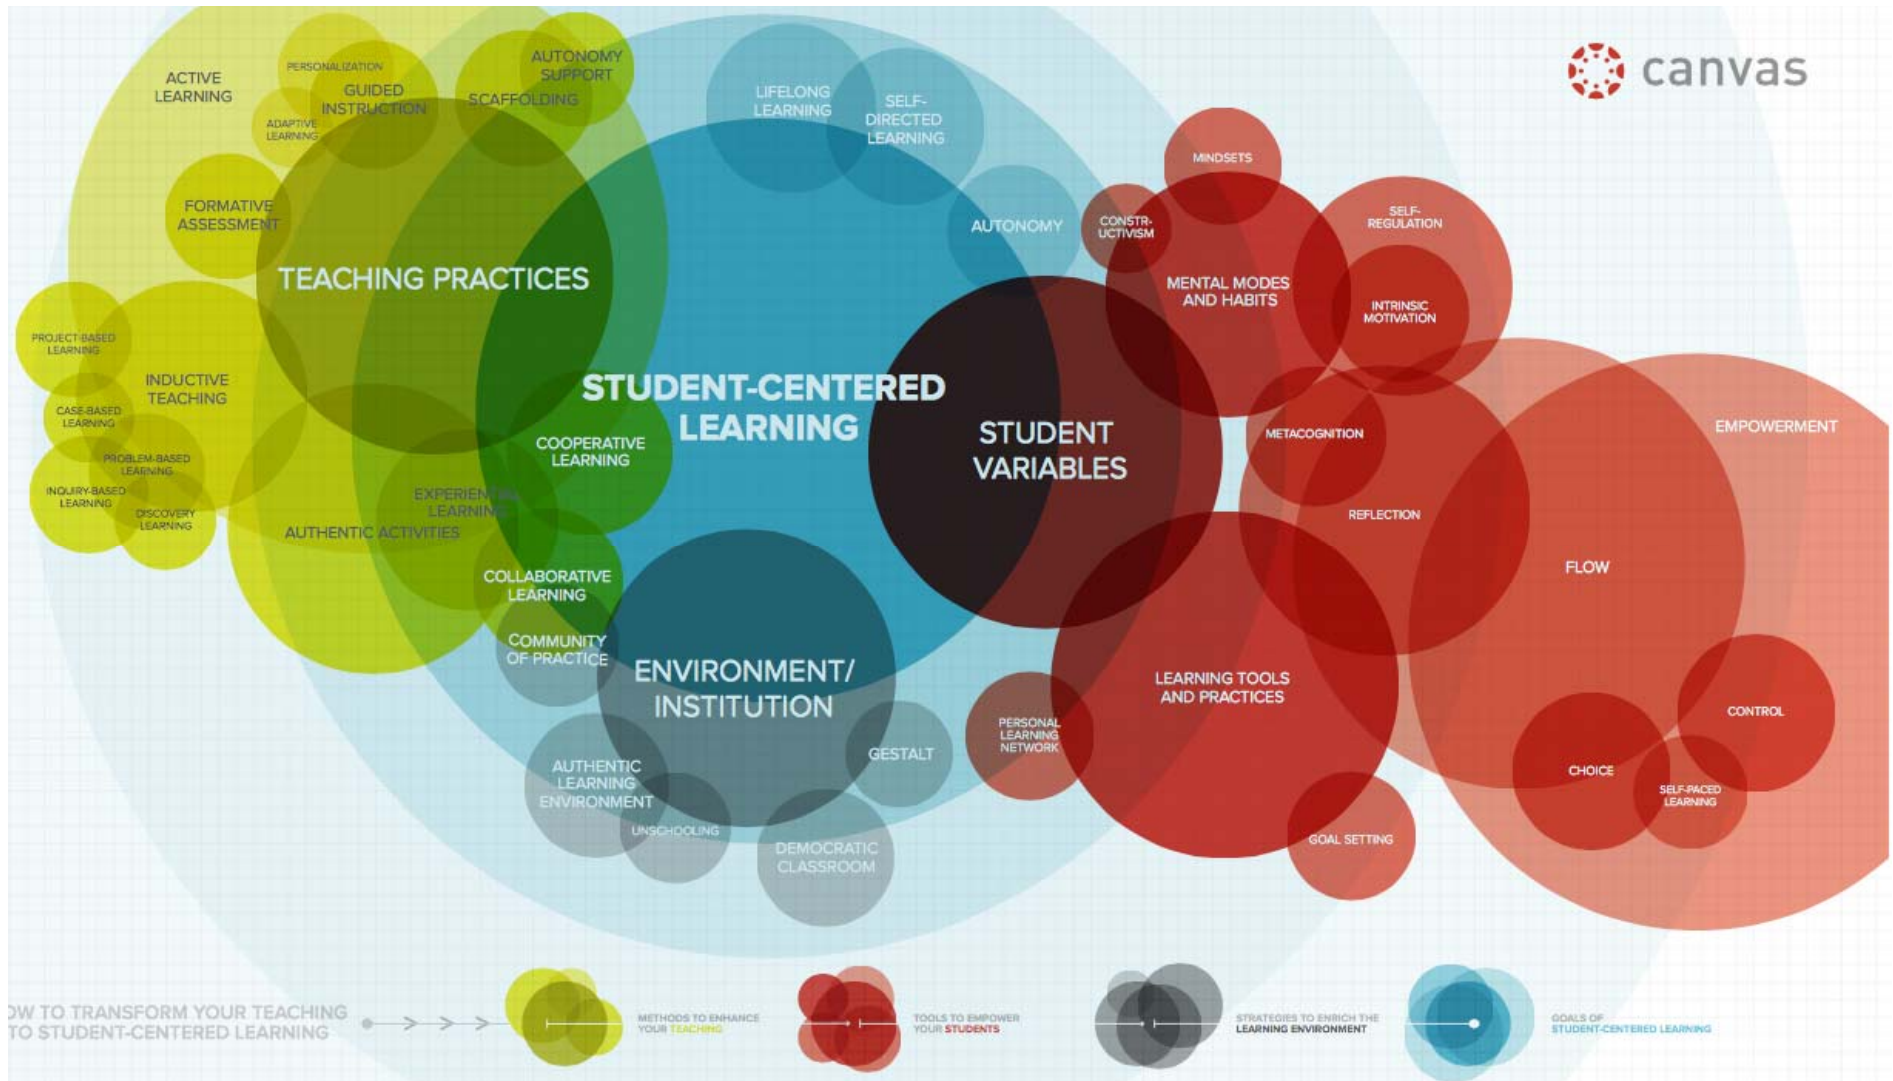 canvas
ACTIVE
LEARNING
PERSONALIZATION
GUIDED
INSTRUCTION
ADAPTIVE
LEARNING
AUTONOMY
SUPPORT
SCAFFOLDING
FORMATIVE
ASSESSMENT
TEACHING PRACTICES
PROJECT-BASED
LEARNING
INDUCTIVE
TEACHING
CASE-BASED
LEARNING
PROBLEM-BASED
LEARNING
INQUIRY-BASED
LEARNING
DISCOVERY
LEARNING
AUTHENTIC ACTIVITIES
EXPERIENTIAL
LEARNING
COOPERATIVE
LEARNING
COLLABORATIVE
LEARNING
LIFELONG
LEARNING
SELF-
DIRECTED
LEARNING
AUTONOMY
STUDENT-CENTERED
LEARNING
STUDENT
VARIABLES
COMMUNITY
OF PRACTICE
ENVIRONMENT/
INSTITUTION
AUTHENTIC
LEARNING
ENVIRONMENT
UNSCHOOLING
DEMOCRATIC
CLASSROOM
GESTALT
MINDSETS
CONSTR-
UCTIVISM
MENTAL MODES
AND HABITS
SELF-
REGULATION
INTRINSIC
MOTIVATION
METACOGNITION
REFLECTION
FLOW
EMPOWERMENT
LEARNING TOOLS
AND PRACTICES
PERSONAL
LEARNING
NETWORK
GOAL SETTING
CHOICE
SELF-PACED
LEARNING
CONTROL
OW TO TRANSFORM YOUR TEACHING
TO STUDENT-CENTERED LEARNING
METHODS TO ENHANCE
YOUR TEACHING
TOOLS TO EMPOWER
YOUR STUDENTS
STRATEGIES TO ENRICH THE
LEARNING ENVIRONMENT
GOALS OF
STUDENT-CENTERED LEARNING